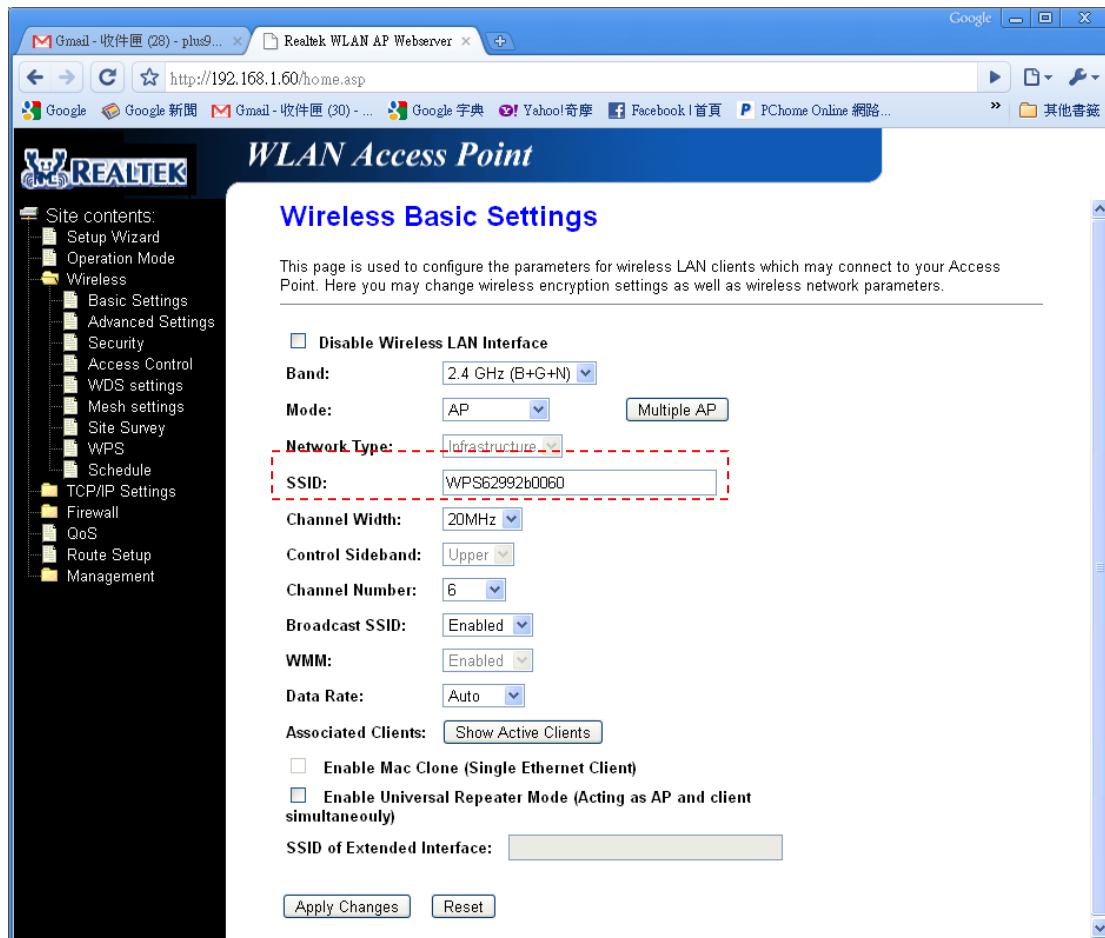 Google
Gmail - 收件匣 (28) - plus9...
Realtek WLAN AP Webserver
http://192.168.1.60/home.asp
Google Google 新聞 Gmail - 收件匣 (30) - ... Google 字典 Yahoo!奇摩 Facebook | 首頁 PChome Online 網路... » 其他書籤
REALTEK
WLAN Access Point
Site contents:
Setup Wizard
Operation Mode
Wireless
Basic Settings
Advanced Settings
Security
Access Control
WDS settings
Mesh settings
Site Survey
WPS
Schedule
TCP/IP Settings
Firewall
QoS
Route Setup
Management
Wireless Basic Settings
This page is used to configure the parameters for wireless LAN clients which may connect to your Access
Point. Here you may change wireless encryption settings as well as wireless network parameters.
Disable Wireless LAN Interface
Band: 2.4 GHz (B+G+N)
Mode: AP Multiple AP
Network Type: Infrastructure
SSID: WPS62992b0060
Channel Width: 20MHz
Control Sideband: Upper
Channel Number: 6
Broadcast SSID: Enabled
WMM: Enabled
Data Rate: Auto
Associated Clients: Show Active Clients
Enable Mac Clone (Single Ethernet Client)
Enable Universal Repeater Mode (Acting as AP and client
simultaneouly)
SSID of Extended Interface:
Apply Changes Reset